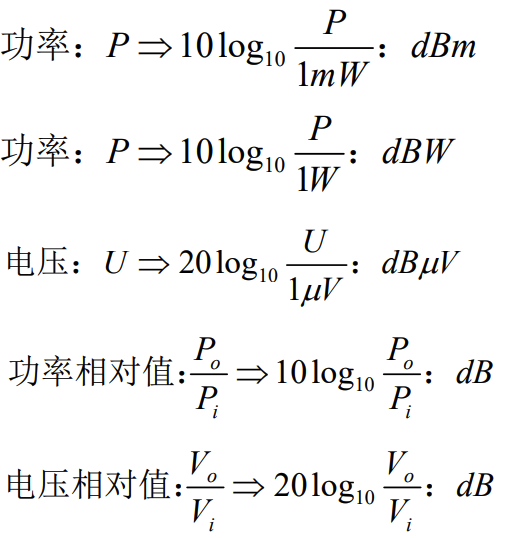 功率：P ⇒ 10log₁₀ P/1mW：dBm
功率：P ⇒ 10log₁₀ P/1W：dBW
电压：U ⇒ 20log₁₀ U/1μV：dBμV
功率相对值：Pₒ/Pᵢ ⇒ 10log₁₀ Pₒ/Pᵢ：dB
电压相对值：Vₒ/Vᵢ ⇒ 20log₁₀ Vₒ/Vᵢ：dB